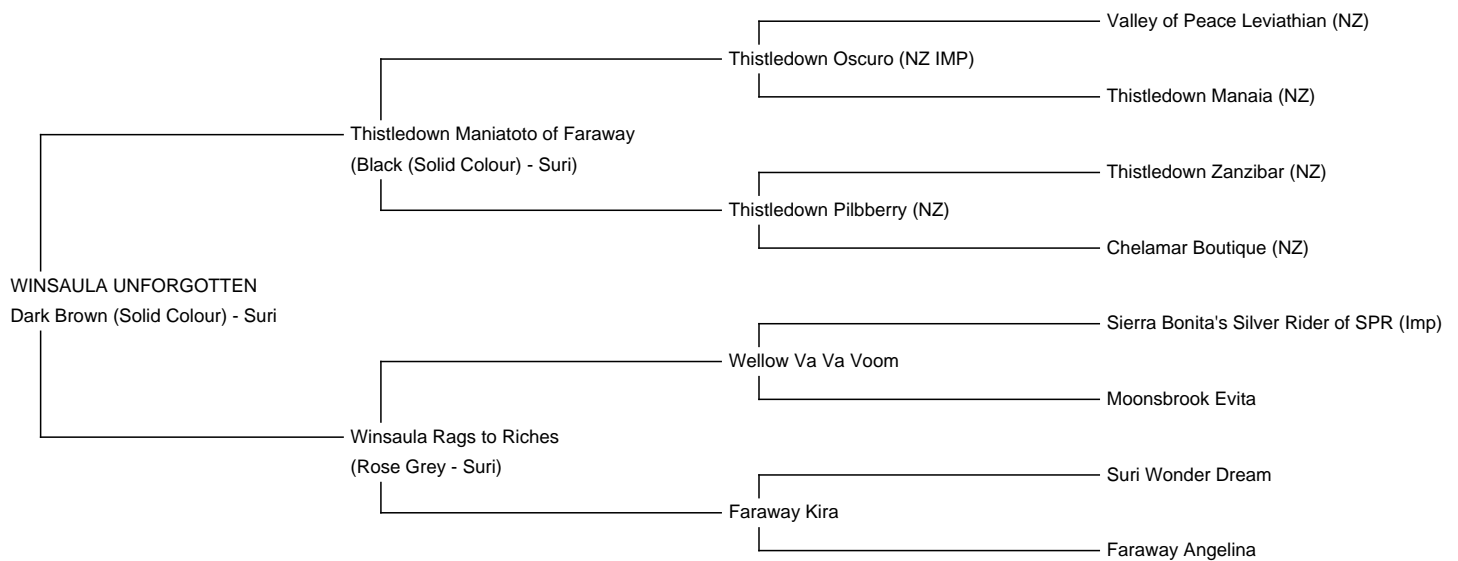 Valley of Peace Leviathian (NZ)
Thistledown Oscuro (NZ IMP)
Thistledown Manaia (NZ)
Thistledown Maniatoto of Faraway
(Black (Solid Colour) - Suri)
Thistledown Zanzibar (NZ)
Thistledown Pilbberry (NZ)
Chelamar Boutique (NZ)
WINSAULA UNFORGOTTEN
Dark Brown (Solid Colour) - Suri
Sierra Bonita's Silver Rider of SPR (Imp)
Wellow Va Va Voom
Moonsbrook Evita
Winsaula Rags to Riches
(Rose Grey - Suri)
Suri Wonder Dream
Faraway Kira
Faraway Angelina